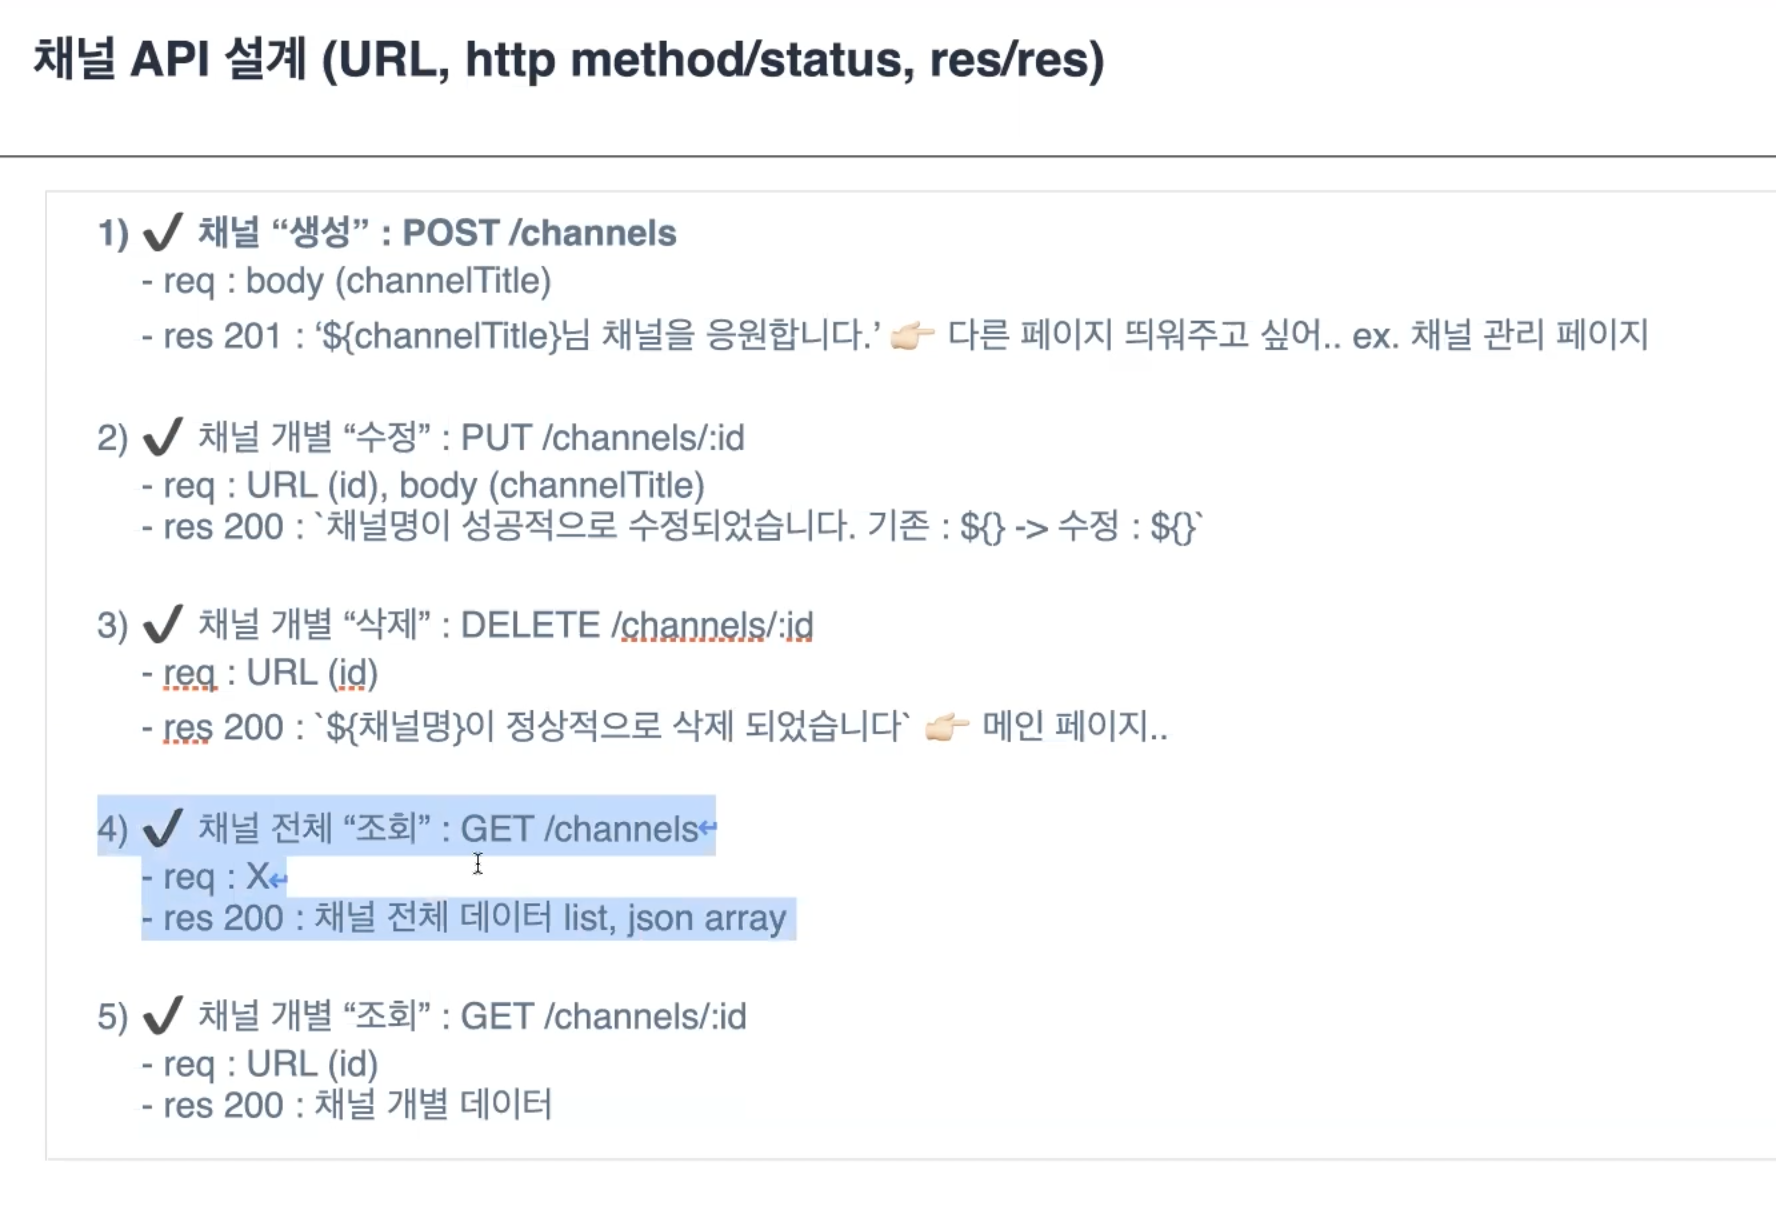 채널 API 설계 (URL, http method/status, res/res)
1) ✔ 채널 “생성” : POST /channels
- req : body (channelTitle)
- res 201 : ‘${channelTitle}님 채널을 응원합니다.’ 👉🏻 다른 페이지 띄워주고 싶어.. ex. 채널 관리 페이지
2) ✔ 채널 개별 “수정” : PUT /channels/:id
- req : URL (id), body (channelTitle)
- res 200 : `채널명이 성공적으로 수정되었습니다. 기존 : ${} -> 수정 : ${}`
3) ✔ 채널 개별 “삭제” : DELETE /channels/:id
- req : URL (id)
- res 200 : `${채널명}이 정상적으로 삭제 되었습니다` 👉🏻 메인 페이지..
4) ✔ 채널 전체 “조회” : GET /channels↵
- req : X↵
- res 200 : 채널 전체 데이터 list, json array
5) ✔ 채널 개별 “조회” : GET /channels/:id
- req : URL (id)
- res 200 : 채널 개별 데이터